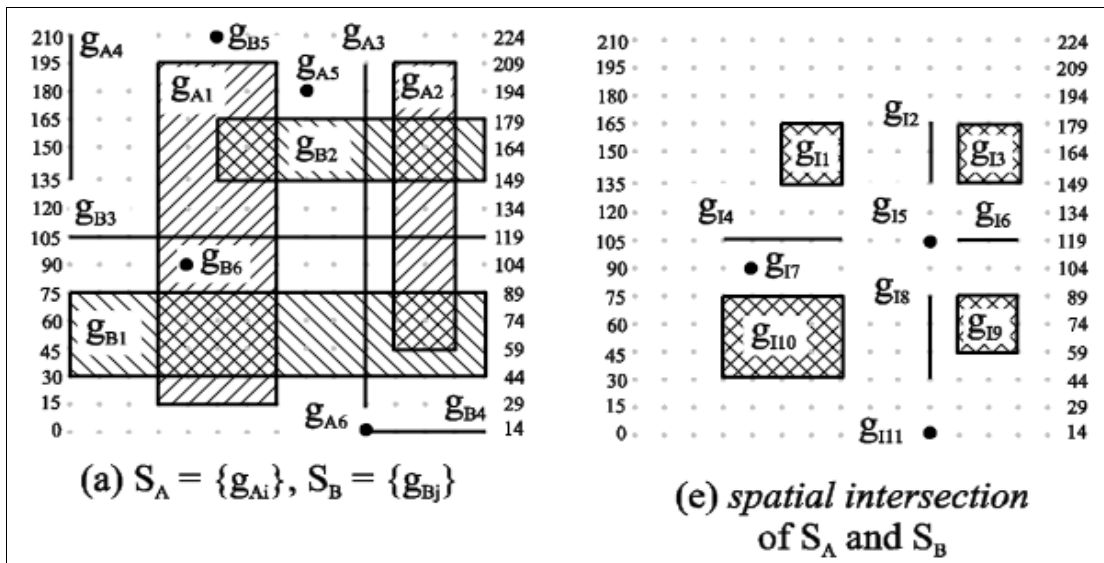 210 g_A4 g_B5 g_A3 224
195 209
180 g_A1 g_A5 g_A2 194
165 179
150 g_B2 164
135 149
120 g_B3 134
105 119
90 g_B6 104
75 89
60 g_B1 74
45 59
30 44
15 g_A6 g_B4 29
0 14
(a) S_A = {g_Ai}, S_B = {g_Bj}
210 224
195 209
180 194
165 g_I2 179
150 g_I1 g_I3 164
135 149
120 g_I4 g_I5 g_I6 134
105 119
90 g_I7 104
75 g_I8 89
60 g_I10 g_I9 74
45 59
30 44
15 29
0 g_I11 14
(e) spatial intersection
of S_A and S_B